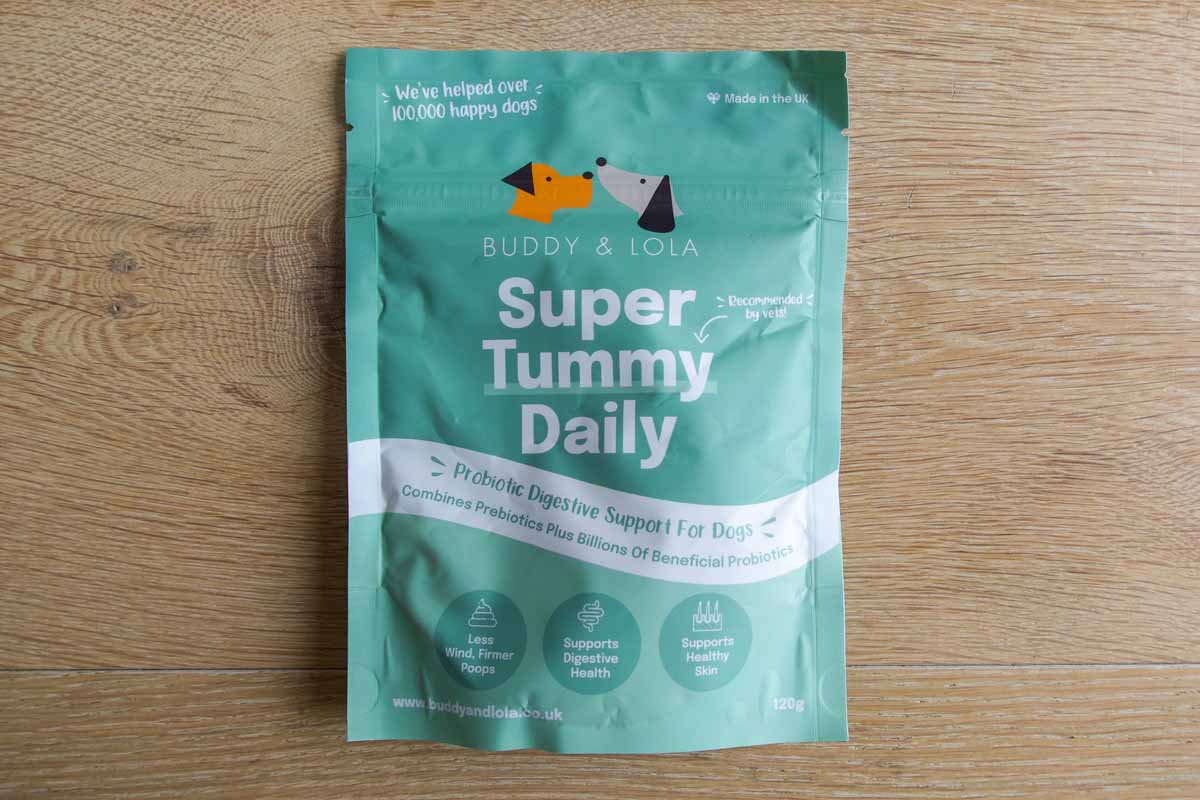 We've helped over
100,000 happy dogs
Made in the UK
BUDDY & LOLA
Super
Tummy
Daily
Recommended
by vets!
Probiotic Digestive Support For Dogs
Combines Prebiotics Plus Billions Of Beneficial Probiotics
Less
Wind, Firmer
Poops
Supports
Digestive
Health
Supports
Healthy
Skin
www.buddyandlola.co.uk
120g